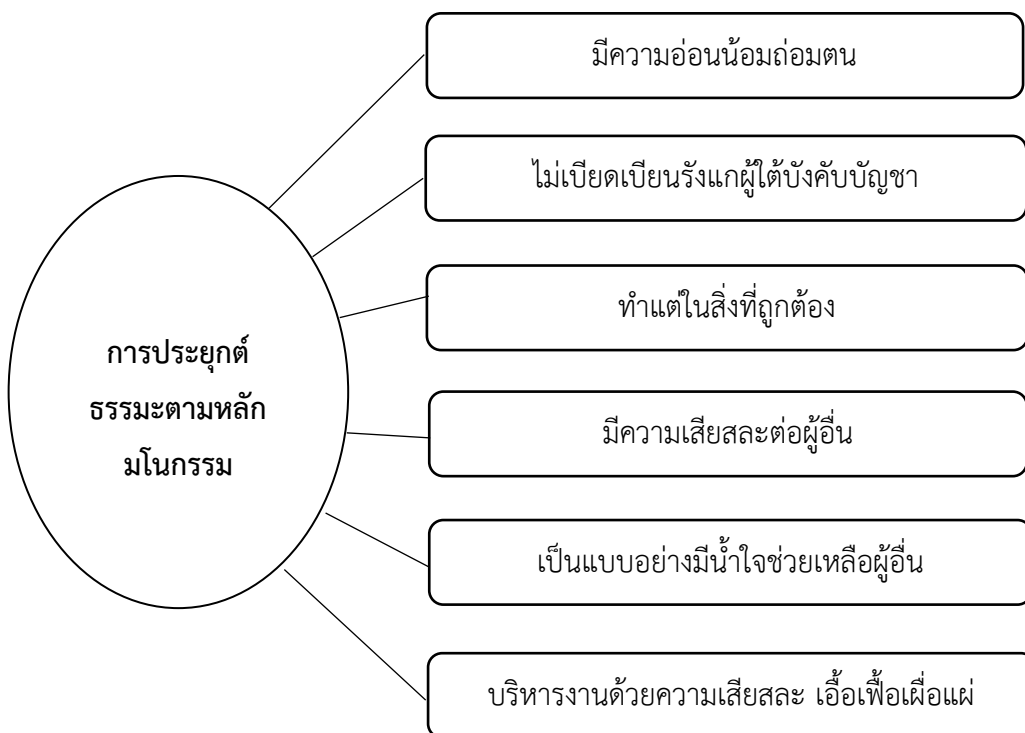 มีความอ่อนน้อมถ่อมตน
ไม่เบียดเบียนรังแกผู้ใต้บังคับบัญชา
ทำแต่ในสิ่งที่ถูกต้อง
การประยุกต์
ธรรมะตามหลัก
มโนกรรม
มีความเสียสละต่อผู้อื่น
เป็นแบบอย่างมีน้ำใจช่วยเหลือผู้อื่น
บริหารงานด้วยความเสียสละ เอื้อเฟื้อเผื่อแผ่